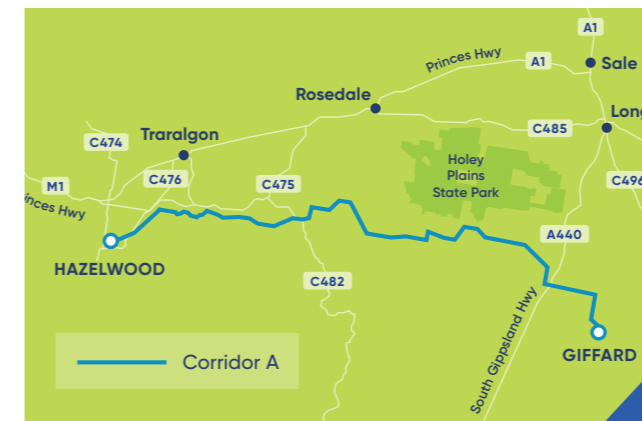 A1
Princes Hwy
A1
Sale
Rosedale
Long
C474
Traralgon
C485
C476
C475
Holey
Plains
State Park
M1
C496
inces Hwy
A440
HAZELWOOD
C482
South Gippsland Hwy
GIFFARD
Corridor A